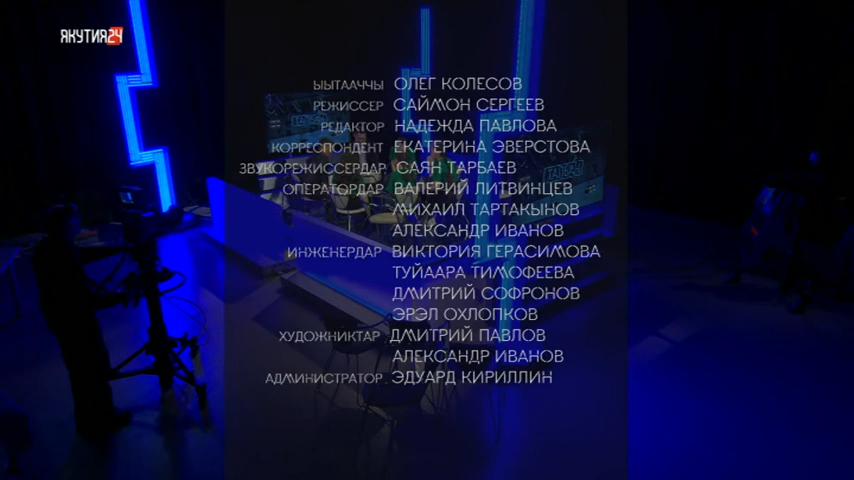 ЯКУТИЯ24
ЫЫТААЧЧЫ ОЛЕГ КОЛЕСОВ
РЕЖИССЕР САЙМОН СЕРГЕЕВ
РЕДАКТОР НАДЕЖДА ПАВЛОВА
КОРРЕСПОНДЕНТ ЕКАТЕРИНА ЭВЕРСТОВА
ЗВУКОРЕЖИССЕРДАР САЯН ТАРБАЕВ
ОПЕРАТОРДАР ВАЛЕРИЙ ЛИТВИНЦЕВ
МИХАИЛ ТАРТАКЫНОВ
АЛЕКСАНДР ИВАНОВ
ИНЖЕНЕРДАР ВИКТОРИЯ ГЕРАСИМОВА
ТУЙААРА ТИМОФЕЕВА
ДМИТРИЙ СОФРОНОВ
ЭРЭЛ ОХЛОПКОВ
ХУДОЖНИКТАР ДМИТРИЙ ПАВЛОВ
АЛЕКСАНДР ИВАНОВ
АДМИНИСТРАТОР ЭДУАРД КИРИЛЛИН